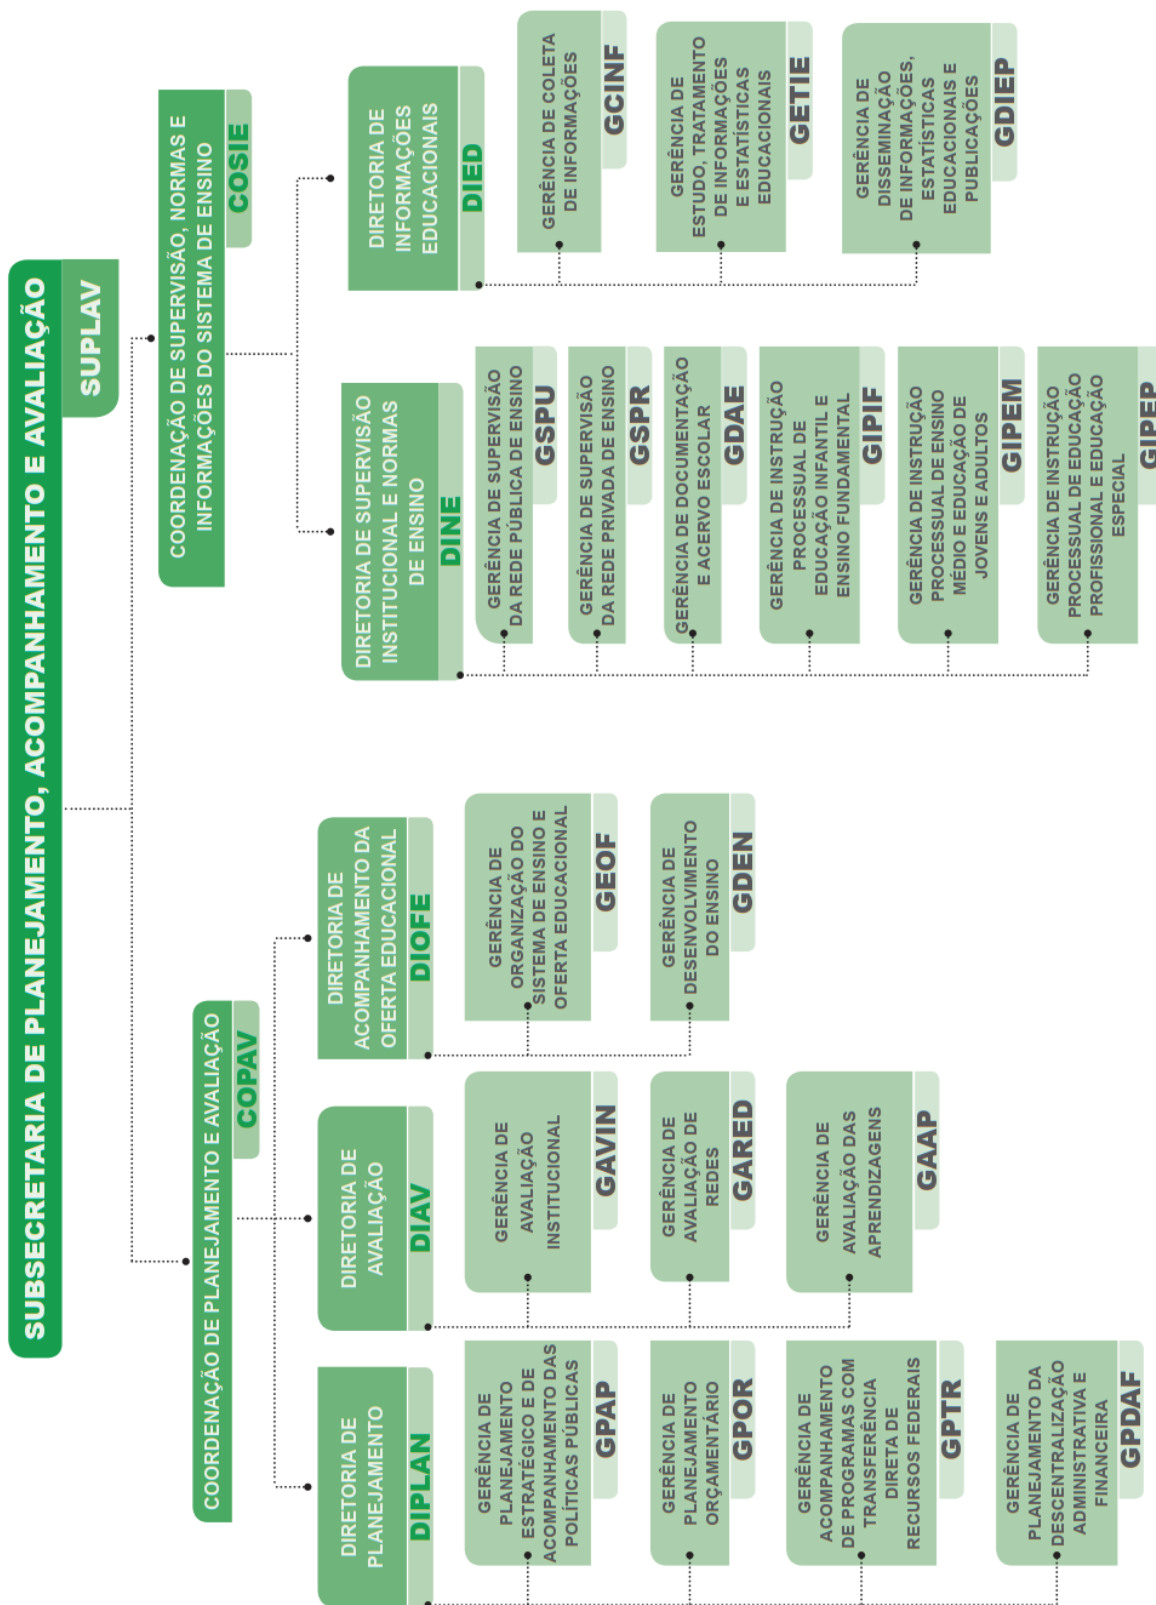 SUBSECRETARIA DE PLANEJAMENTO, ACOMPANHAMENTO E AVALIAÇÃO
SUPLAV
COORDENAÇÃO DE PLANEJAMENTO E AVALIAÇÃO
COPAV
DIRETORIA DE
PLANEJAMENTO
DIPLAN
GERÊNCIA DE
PLANEJAMENTO
ESTRATÉGICO E DE
ACOMPANHAMENTO DAS
POLÍTICAS PÚBLICAS
GPAP
GERÊNCIA DE
PLANEJAMENTO
ORÇAMENTÁRIO
GPOR
GERÊNCIA DE
ACOMPANHAMENTO
DE PROGRAMAS COM
TRANSFERÊNCIA
DIRETA DE
RECURSOS FEDERAIS
GPTR
GERÊNCIA DE
PLANEJAMENTO DA
DESCENTRALIZAÇÃO
ADMINISTRATIVA E
FINANCEIRA
GPDAF
DIRETORIA DE
AVALIAÇÃO
DIAV
GERÊNCIA DE
AVALIAÇÃO
INSTITUCIONAL
GAVIN
GERÊNCIA DE
AVALIAÇÃO DE
REDES
GARED
GERÊNCIA DE
AVALIAÇÃO DAS
APRENDIZAGENS
GAAP
DIRETORIA DE
ACOMPANHAMENTO DA
OFERTA EDUCACIONAL
DIOFE
GERÊNCIA DE
ORGANIZAÇÃO DO
SISTEMA DE ENSINO E
OFERTA EDUCACIONAL
GEOF
GERÊNCIA DE
DESENVOLVIMENTO
DO ENSINO
GDEN
COORDENAÇÃO DE SUPERVISÃO, NORMAS E
INFORMAÇÕES DO SISTEMA DE ENSINO
COSIE
DIRETORIA DE SUPERVISÃO
INSTITUCIONAL E NORMAS
DE ENSINO
DINE
GERÊNCIA DE SUPERVISÃO
DA REDE PÚBLICA DE ENSINO
GSPU
GERÊNCIA DE SUPERVISÃO
DA REDE PRIVADA DE ENSINO
GSPR
GERÊNCIA DE DOCUMENTAÇÃO
E ACERVO ESCOLAR
GDAE
GERÊNCIA DE INSTRUÇÃO
PROCESSUAL DE
EDUCAÇÃO INFANTIL E
ENSINO FUNDAMENTAL
GIPIF
GERÊNCIA DE INSTRUÇÃO
PROCESSUAL DE ENSINO
MÉDIO E EDUCAÇÃO DE
JOVENS E ADULTOS
GIPEM
GERÊNCIA DE INSTRUÇÃO
PROCESSUAL DE EDUCAÇÃO
PROFISSIONAL E EDUCAÇÃO
ESPECIAL
GIPEP
DIRETORIA DE
INFORMAÇÕES
EDUCACIONAIS
DIED
GERÊNCIA DE COLETA
DE INFORMAÇÕES
GCINF
GERÊNCIA DE
ESTUDO, TRATAMENTO
DE INFORMAÇÕES
E ESTATÍSTICAS
EDUCACIONAIS
GETIE
GERÊNCIA DE
DISSEMINAÇÃO
DE INFORMAÇÕES,
ESTATÍSTICAS
EDUCACIONAIS E
PUBLICAÇÕES
GDIEP